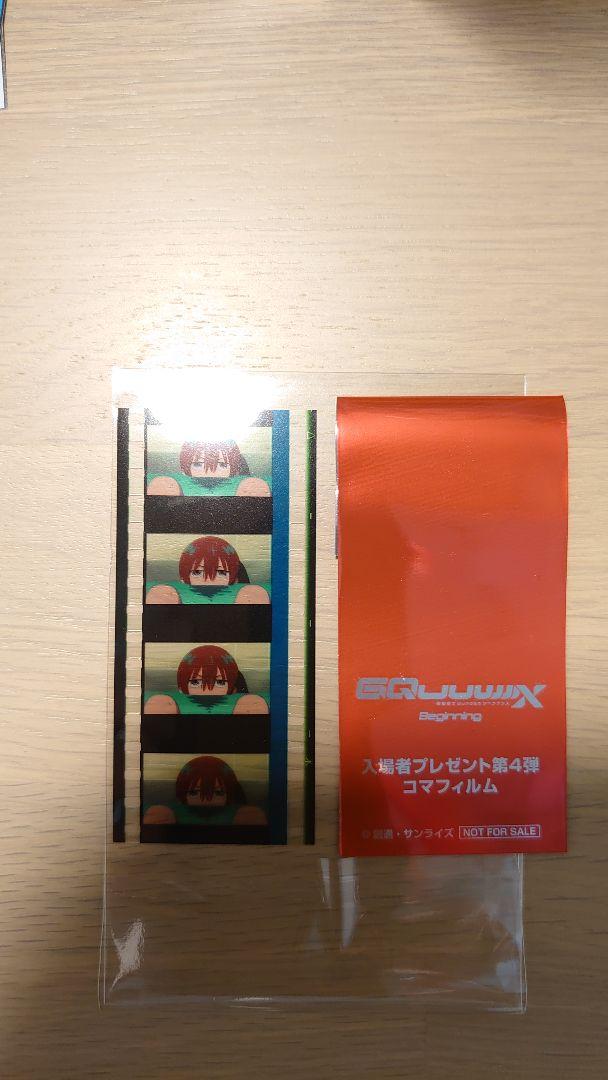 GQuuuuuuX
Beginning
入場者プレゼント第4弾
コマフィルム
©創通・サンライズ NOT FOR SALE